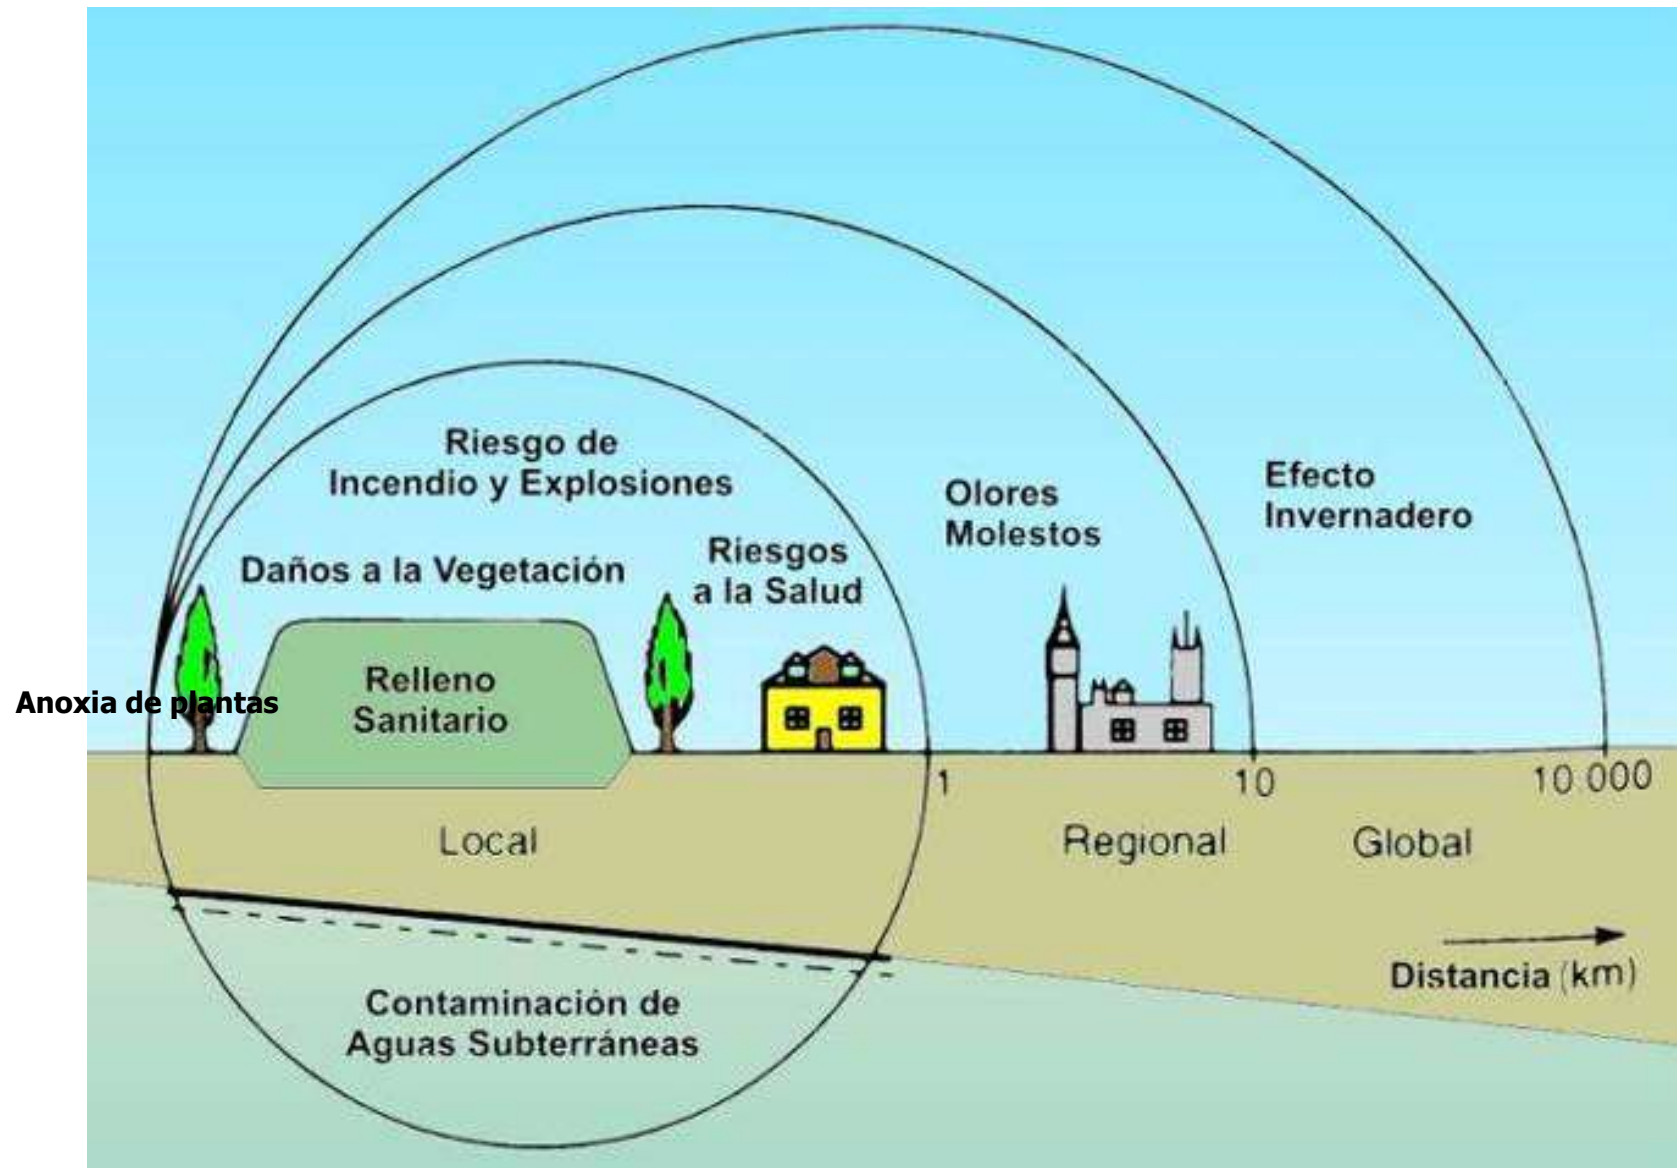 Riesgo de
Incendio y Explosiones
Daños a la Vegetación
Riesgos
a la Salud
Olores
Molestos
Efecto
Invernadero
Anoxia de plantas
Relleno
Sanitario
1
10
10 000
Local
Regional
Global
Distancia (km)
Contaminación de
Aguas Subterráneas